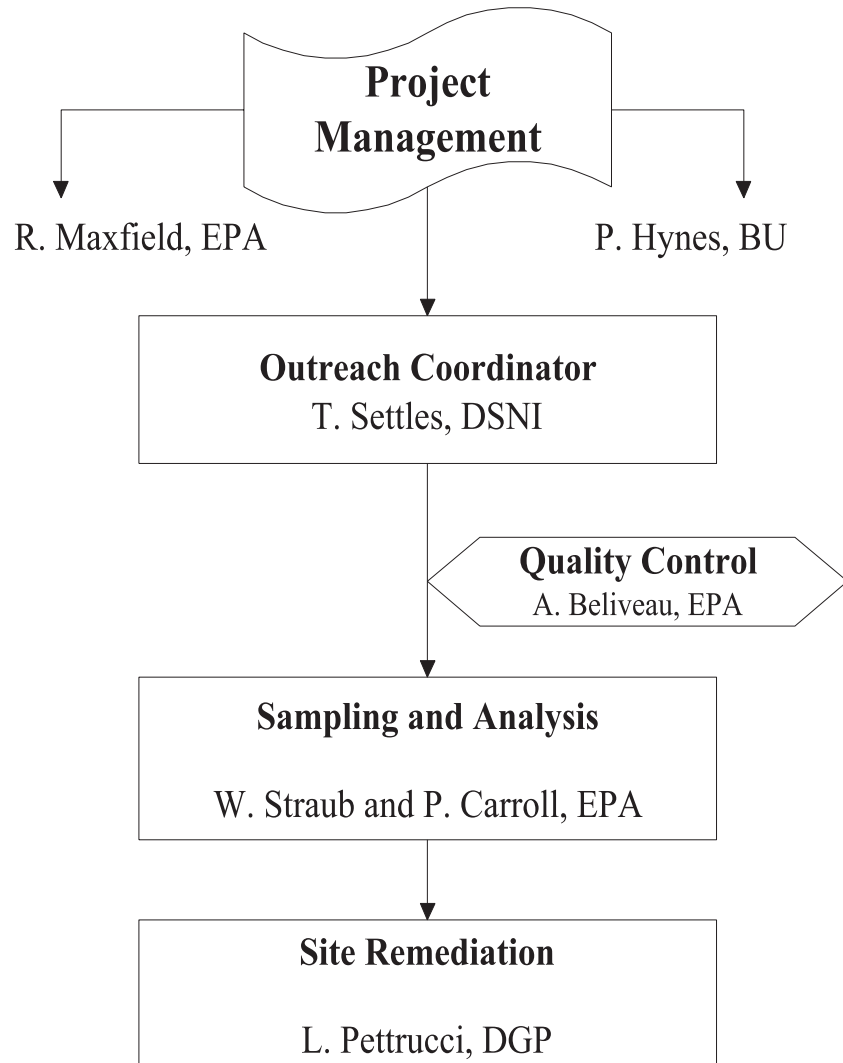 Project
Management
R. Maxfield, EPA
P. Hynes, BU
Outreach Coordinator
T. Settles, DSNI
Quality Control
A. Beliveau, EPA
Sampling and Analysis
W. Straub and P. Carroll, EPA
Site Remediation
L. Pettrucci, DGP